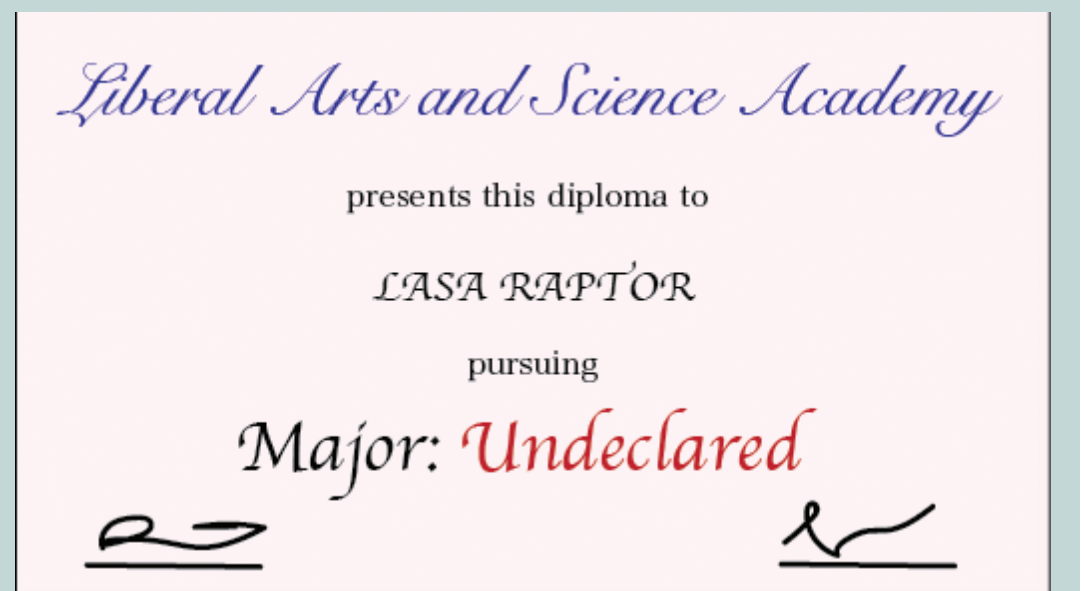 Liberal Arts and Science Academy
presents this diploma to
LASA RAPTOR
pursuing
Major: Undeclared